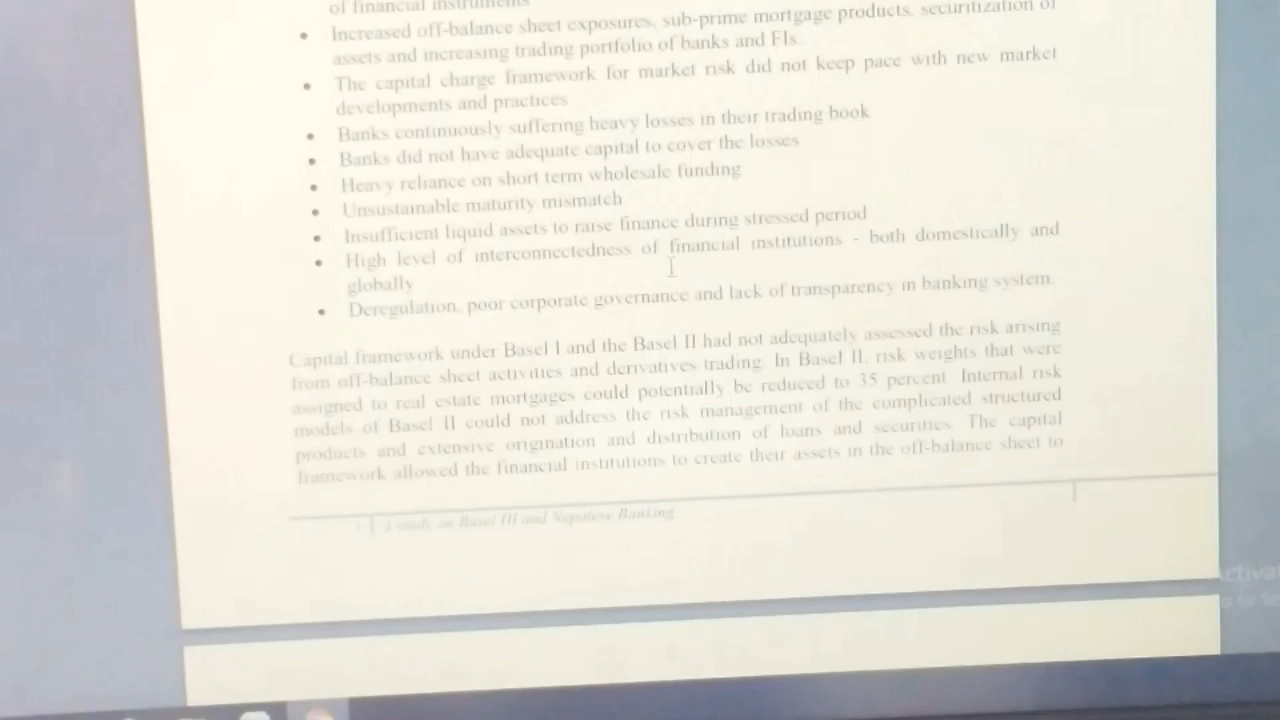 of financial instruments
• Increased off-balance sheet exposures, sub-prime mortgage products, securitization of
assets and increasing trading portfolio of banks and FIs.
• The capital charge framework for market risk did not keep pace with new market
developments and practices
• Banks continuously suffering heavy losses in their trading book
• Banks did not have adequate capital to cover the losses
• Heavy reliance on short term wholesale funding
• Unsustainable maturity mismatch
• Insufficient liquid assets to raise finance during stressed period
• High level of interconnectedness of financial institutions - both domestically and
globally
• Deregulation, poor corporate governance and lack of transparency in banking system.
Capital framework under Basel I and the Basel II had not adequately assessed the risk arising
from off-balance sheet activities and derivatives trading. In Basel II, risk weights that were
assigned to real estate mortgages could potentially be reduced to 35 percent. Internal risk
models of Basel II could not address the risk management of the complicated structured
products and extensive origination and distribution of loans and securities. The capital
framework allowed the financial institutions to create their assets in the off-balance sheet to
A study on Basel III and Nepalese Banking